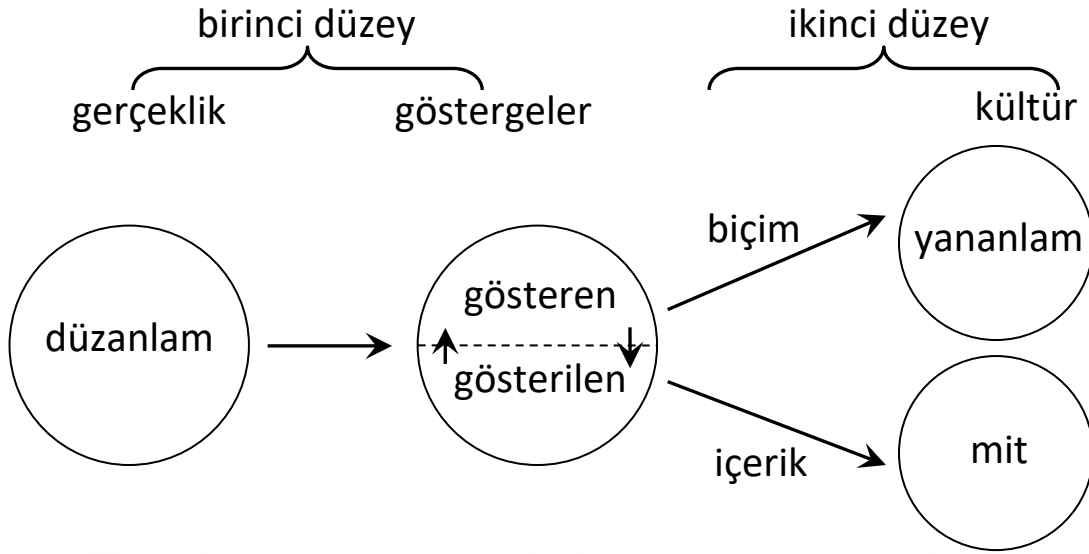 birinci düzey
ikinci düzey
gerçeklik
göstergeler
kültür
biçim
yananlam
gösteren
düzanlam
gösterilen
içerik
mit